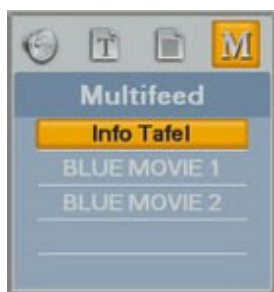 T M
Multifeed
Info Tafel
BLUE MOVIE 1
BLUE MOVIE 2